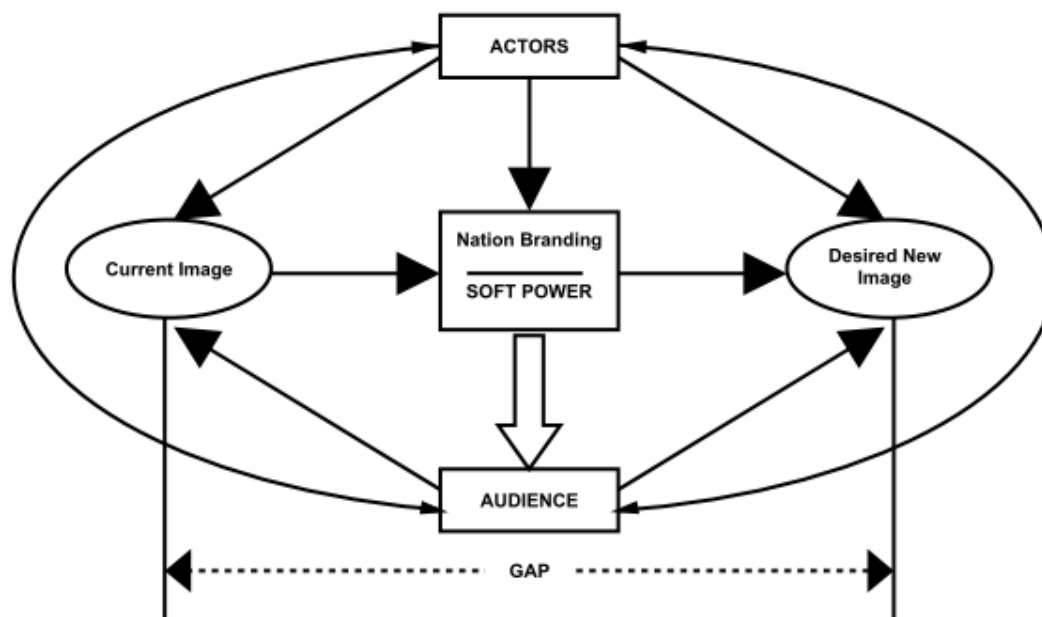 ACTORS
Nation Branding
SOFT POWER
Current Image
Desired New
Image
AUDIENCE
GAP